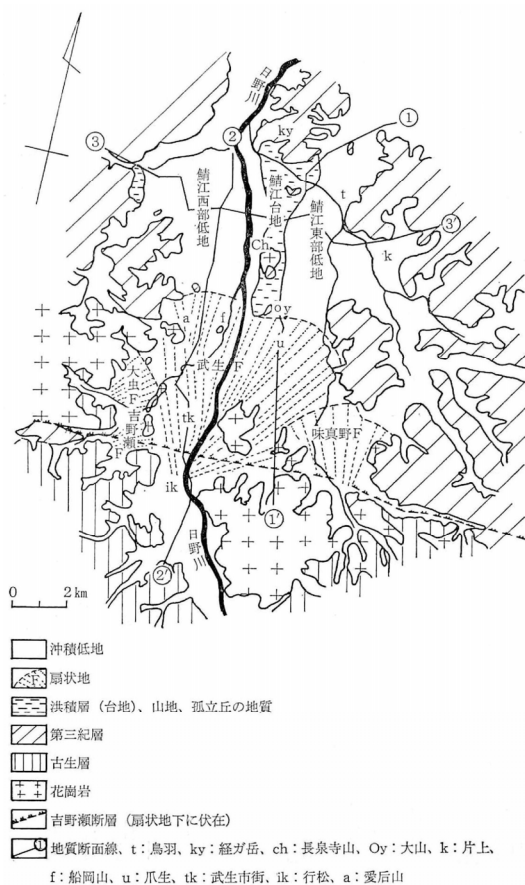 日野川
ky
①
②
③
鯖江西部低地
鯖江台地
鯖江東部低地
t
③'
k
Ch
oy
u
a
f
武生 F
大虫 F
吉野瀬 F
tk
味真野F
ik
①'
日野川
②'
0 2km
沖積低地
F 扇状地
洪積層 (台地)、山地、孤立丘の地質
第三紀層
古生層
花崗岩
吉野瀬断層 (扇状地下に伏在)
① 地質断面線、t：鳥羽、ky：経ガ岳、ch：長泉寺山、Oy：大山、k：片上、
f：船岡山、u：爪生、tk：武生市街、ik：行松、a：愛后山